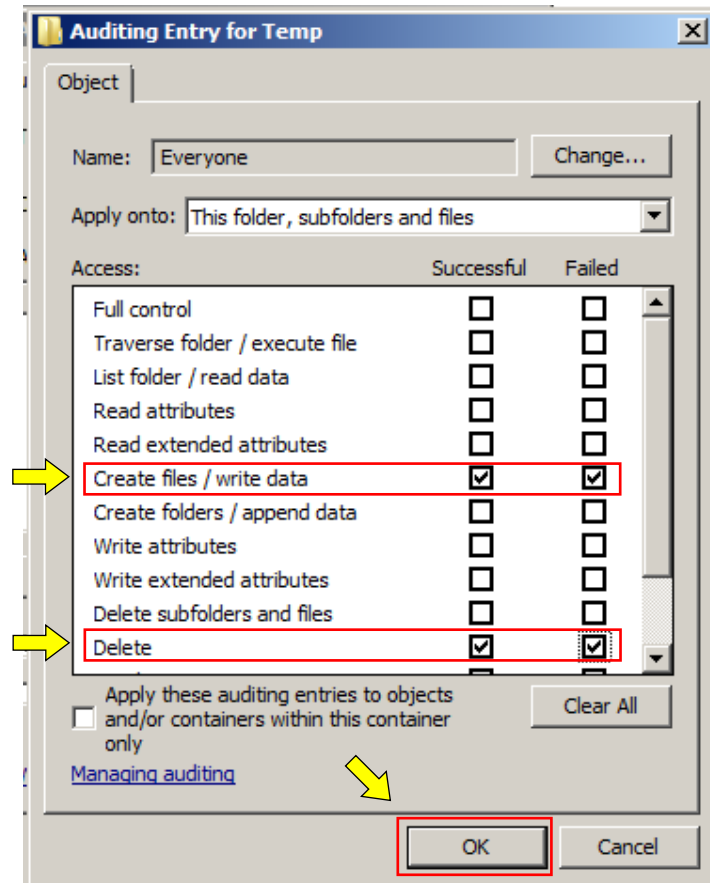 Auditing Entry for Temp
Object
Name: Everyone Change...
Apply onto: This folder, subfolders and files
Access: Successful Failed
Full control
Traverse folder / execute file
List folder / read data
Read attributes
Read extended attributes
Create files / write data
Create folders / append data
Write attributes
Write extended attributes
Delete subfolders and files
Delete
Apply these auditing entries to objects
and/or containers within this container
only
Clear All
Managing auditing
OK Cancel